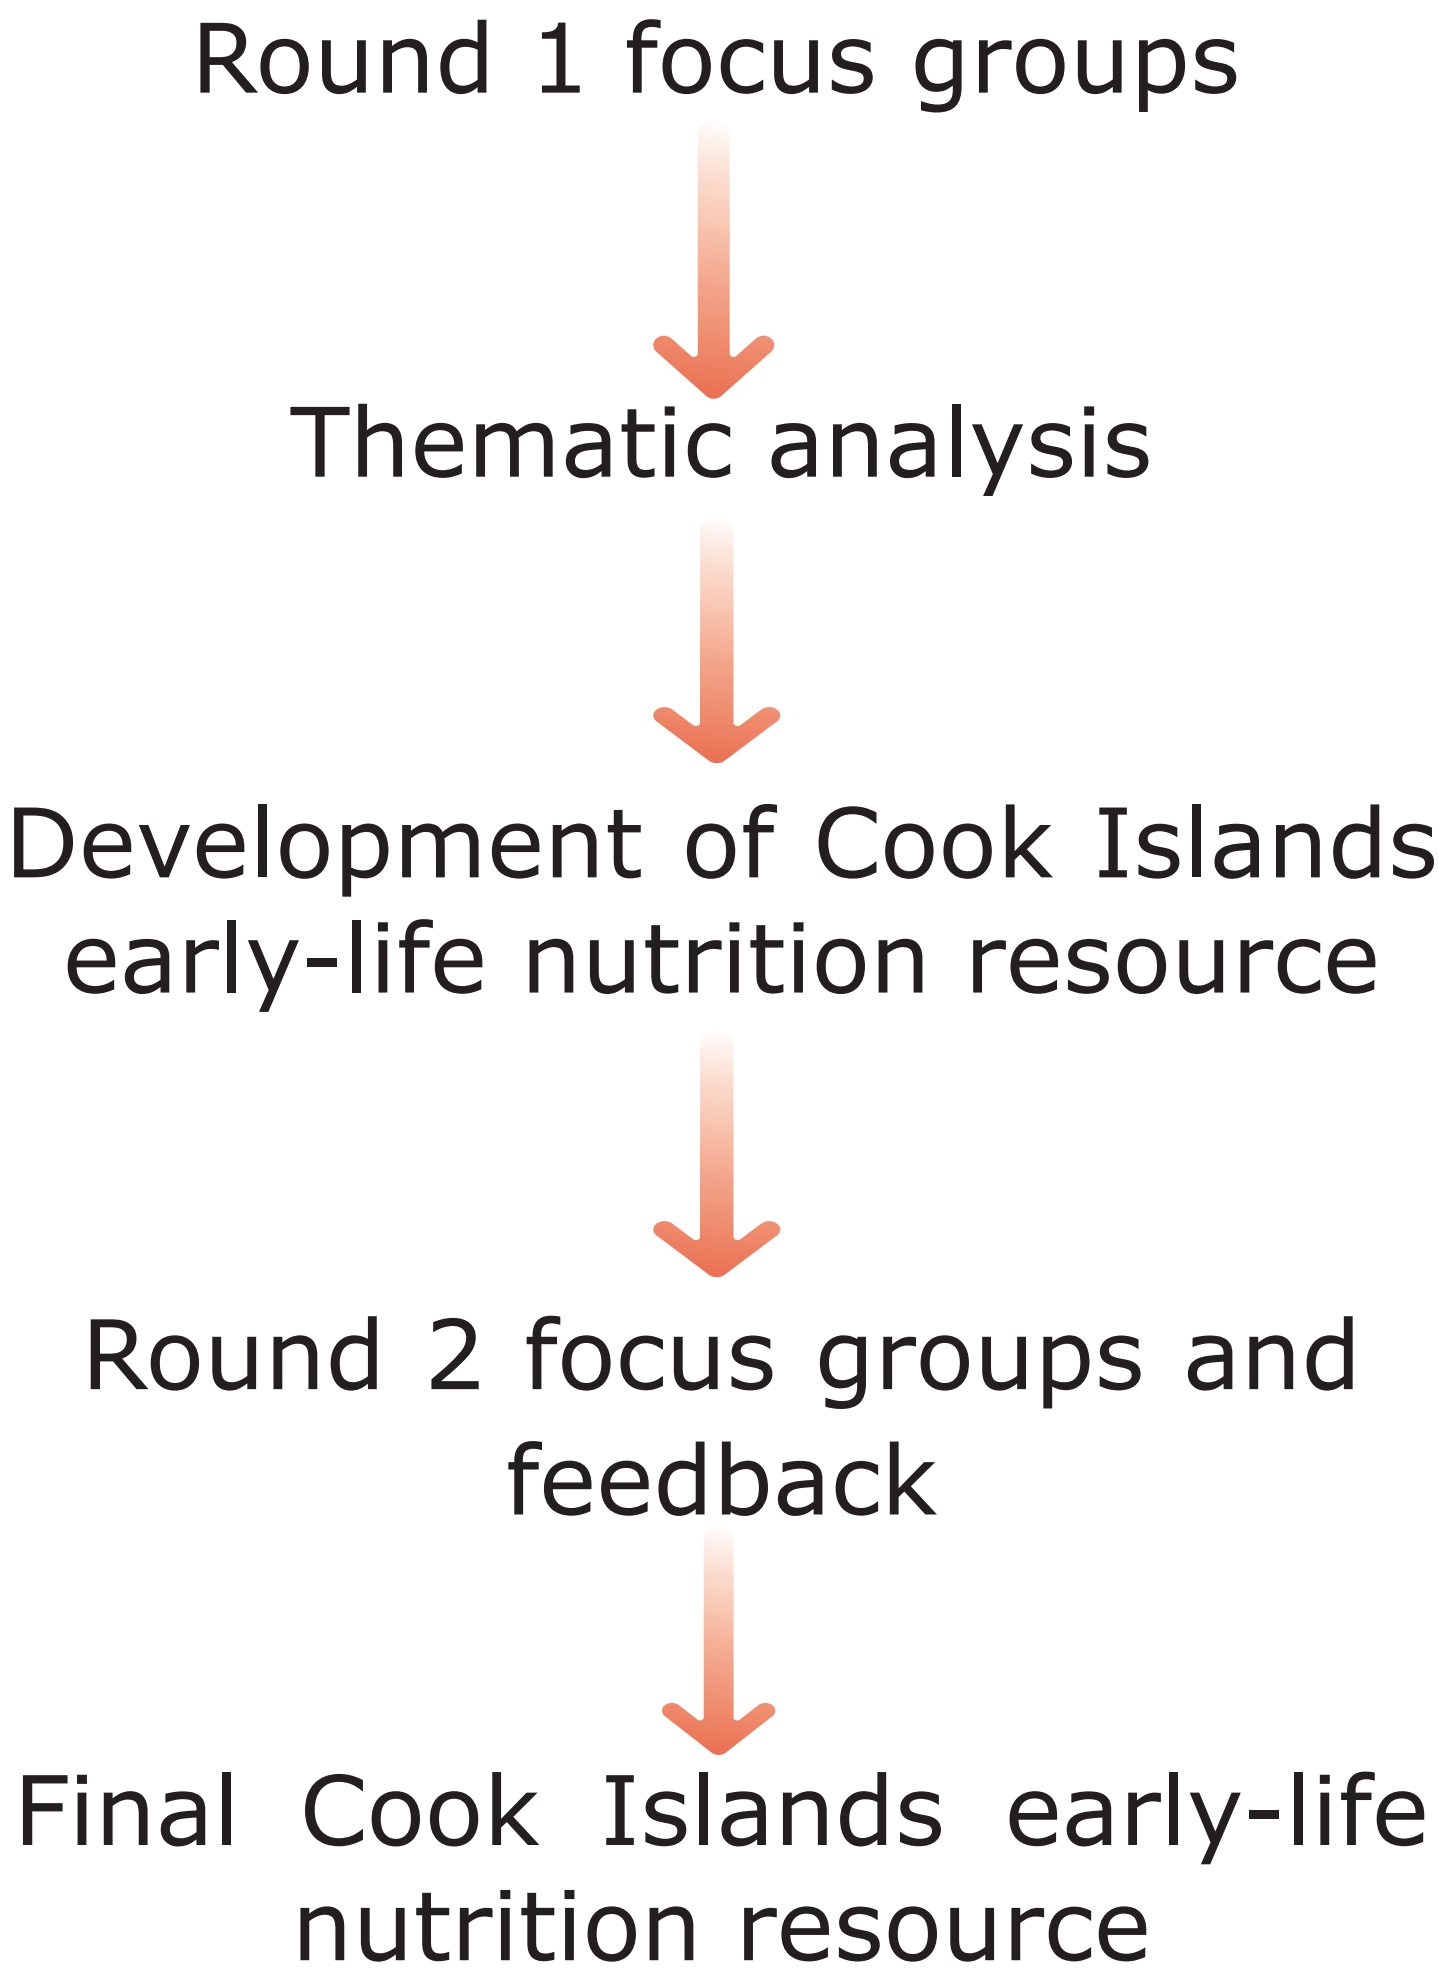 Round 1 focus groups
Thematic analysis
Development of Cook Islands
early-life nutrition resource
Round 2 focus groups and
feedback
Final Cook Islands early-life
nutrition resource